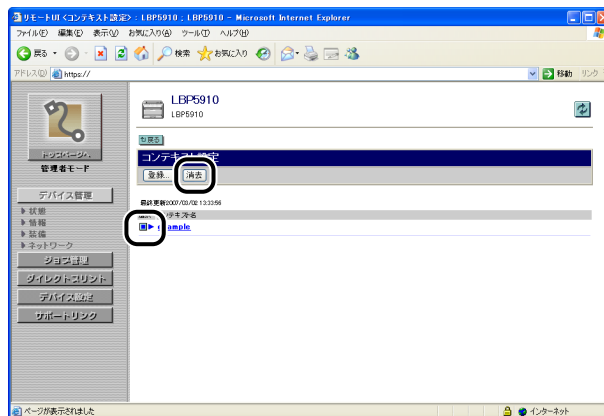 リモートUI <コンテキスト設定> : LBP5910 ; LBP5910 - Microsoft Internet Explorer
ファイル(F) 編集(E) 表示(V) お気に入り(A) ツール(T) ヘルプ(H)
戻る 検索 お気に入り
アドレス(D) https:// 移動 リンク
LBP5910
LBP5910
戻る
トップページへ
管理者モード
コンテキスト設定
登録... 消去
デバイス管理
状態
情報
装備
ネットワーク
ジョブ管理
ダイレクトプリント
デバイス設定
サポートリンク
最終更新2007/03/02 13:33:56
ページが表示されました インターネット